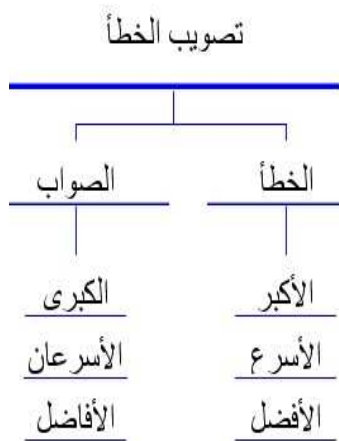 تصويب الخطأ
الخطأ الصواب
الأكبر الكبرى
الأسرع الأسرعان
الأفضل الأفاضل